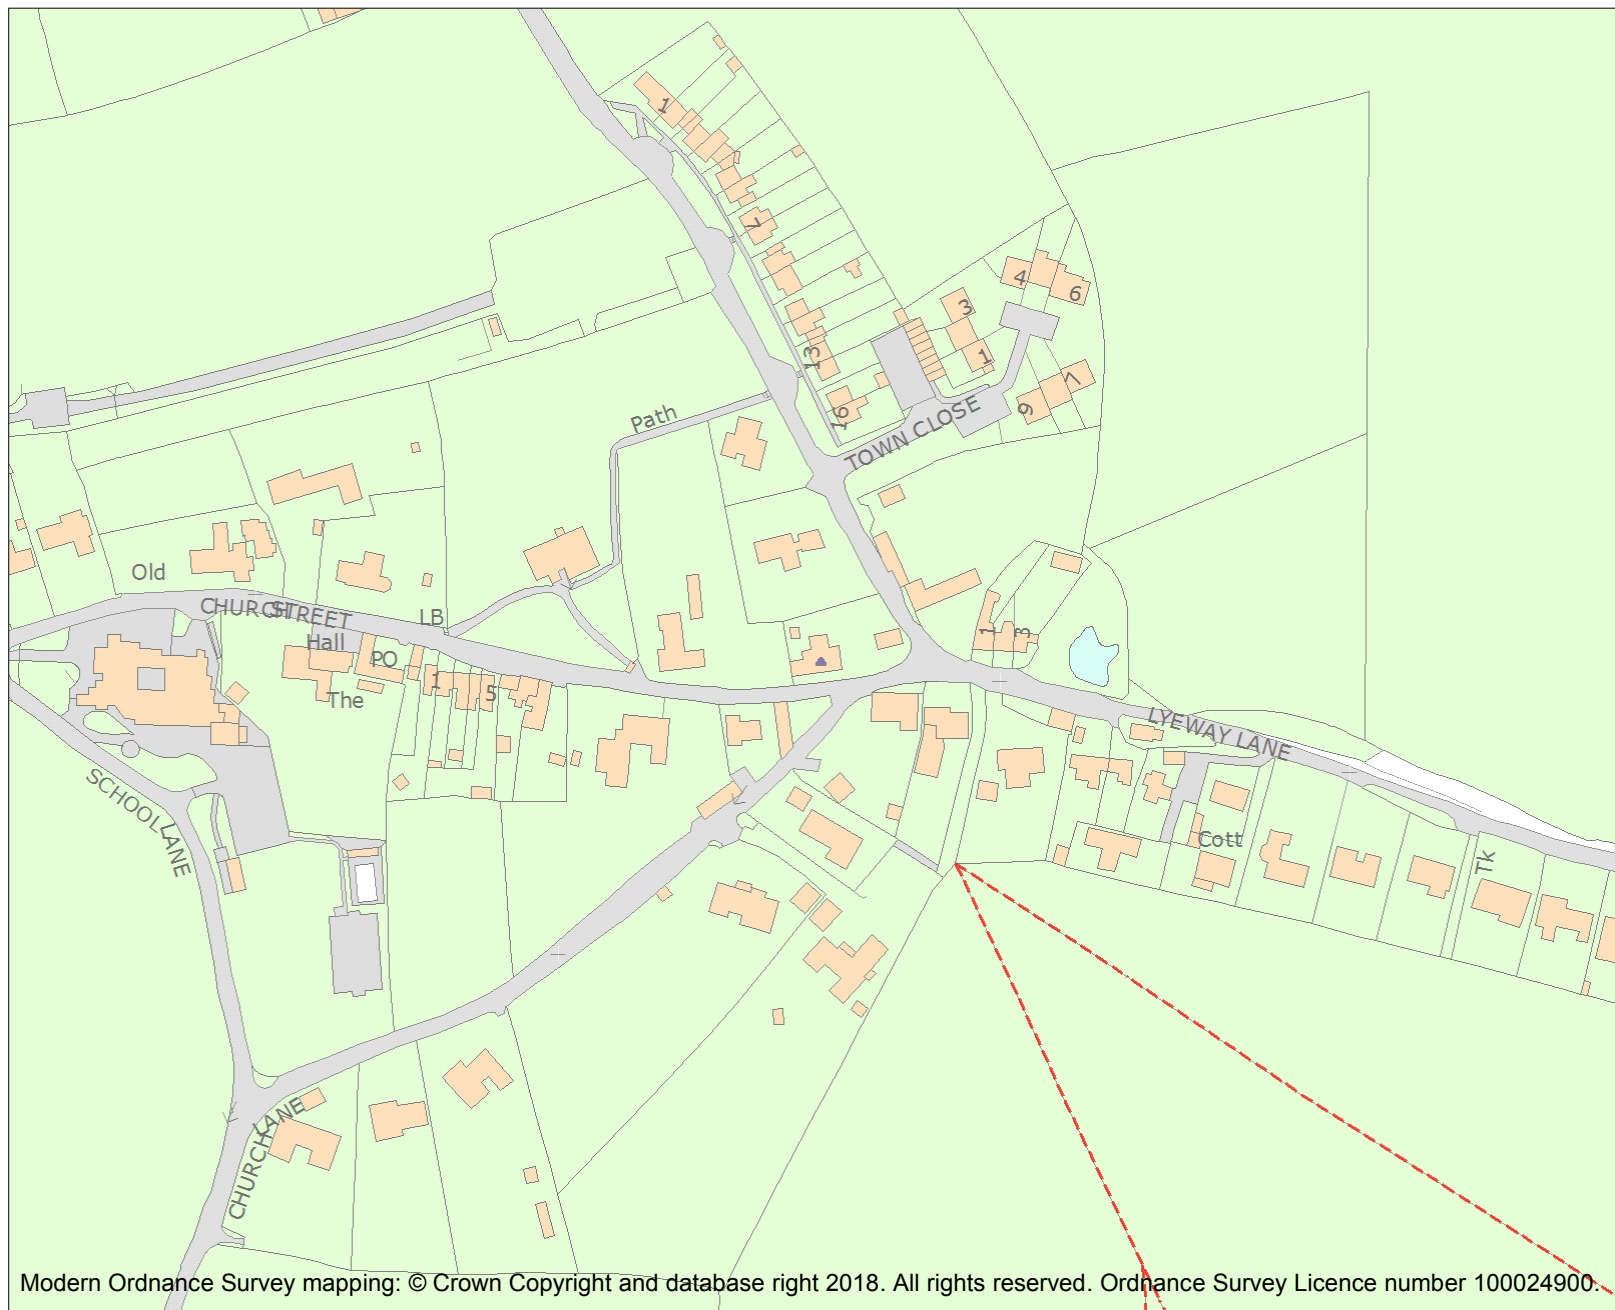 1
7
4
6
3
1
13
16
7
9
TOWN CLOSE
Path
Old
CHURCH STREET
LB
Hall
PO
The
1
5
1
3
LYEWAY LANE
SCHOOL LANE
Cott
Tk
CHURCH LANE
Modern Ordnance Survey mapping: © Crown Copyright and database right 2018. All rights reserved. Ordnance Survey Licence number 100024900.